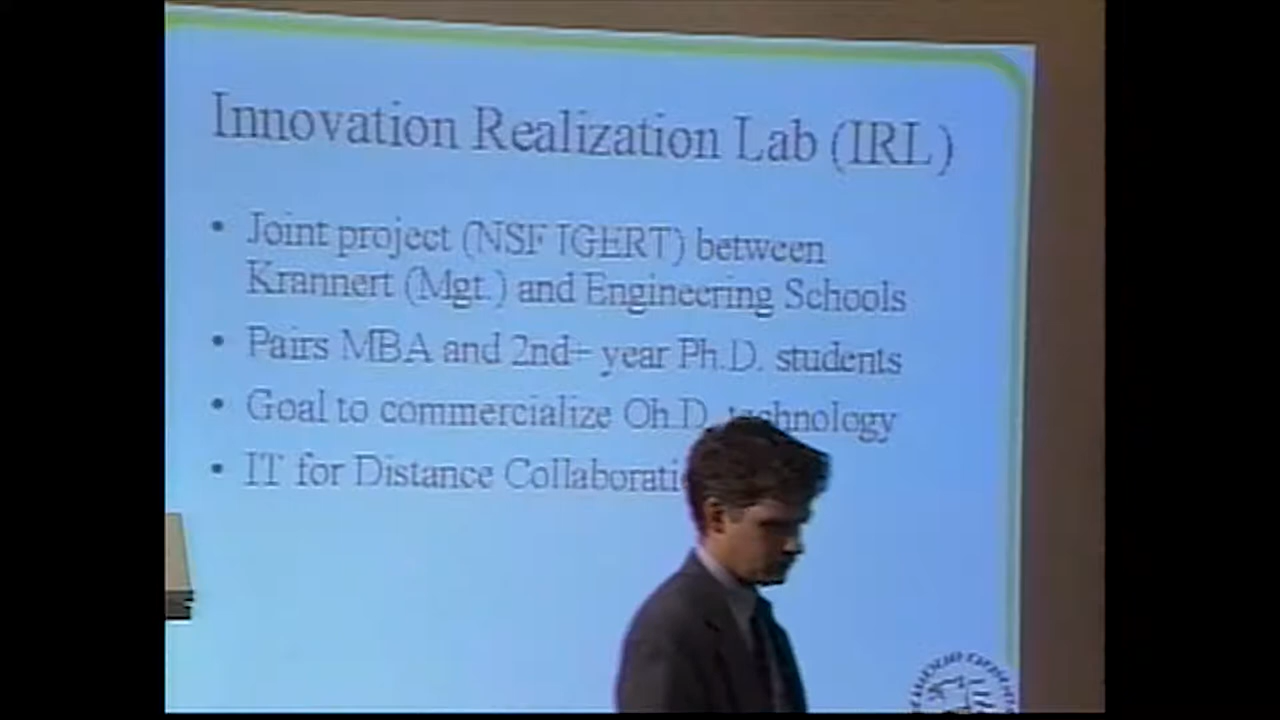 Innovation Realization Lab (IRL)
• Joint project (NSF IGERT) between
Krannert (Mgt.) and Engineering Schools
• Pairs MBA and 2nd+ year Ph.D. students
• Goal to commercialize Oh.D. technology
• IT for Distance